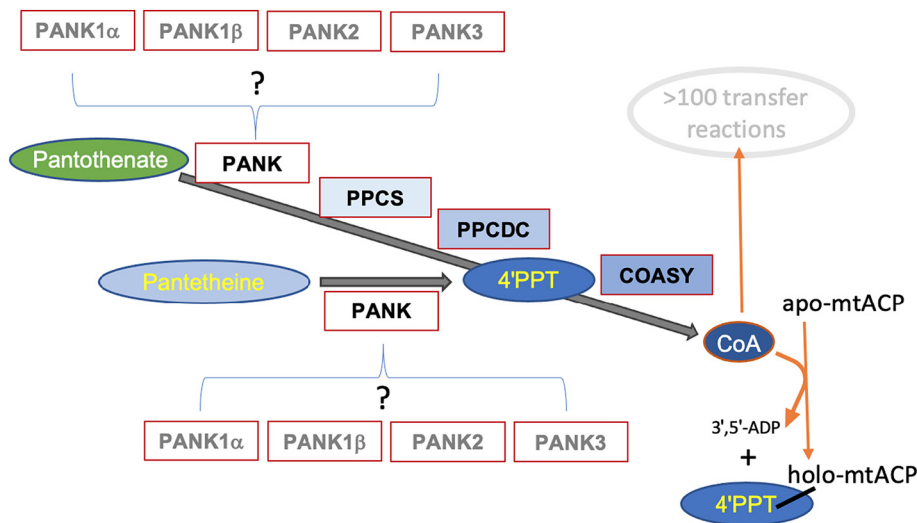 PANK1α
PANK1β
PANK2
PANK3
?
>100 transfer
reactions
Pantothenate
PANK
PPCS
PPCDC
Pantetheine
4'PPT
COASY
PANK
apo-mtACP
CoA
?
PANK1α
PANK1β
PANK2
PANK3
3',5'-ADP
+
holo-mtACP
4'PPT